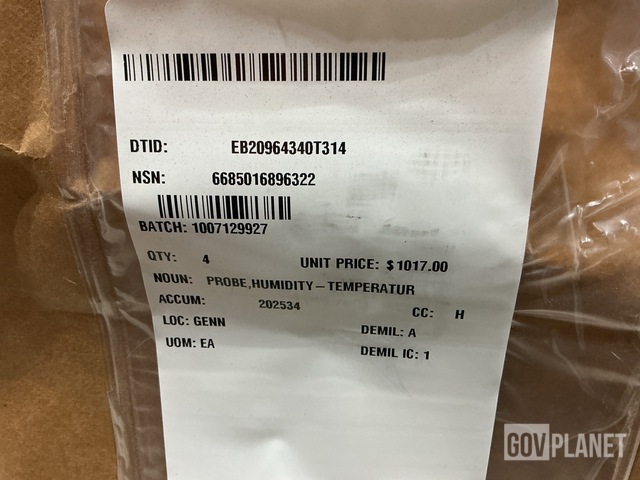 DTID: EB20964340T314
NSN: 6685016896322
BATCH: 1007129927
QTY: 4 UNIT PRICE: $1017.00
NOUN: PROBE,HUMIDITY-TEMPERATUR
ACCUM: 202534 CC: H
LOC: GENN DEMIL: A
UOM: EA DEMIL IC: 1
GOVPLANET